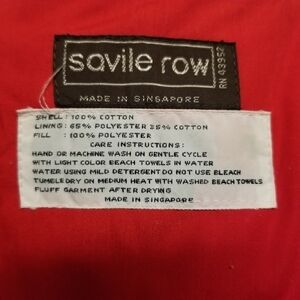 savile row
RN 43952
MADE IN SINGAPORE
SHELL: 100% COTTON
LINING: 65% POLYESTER 35% COTTON
FILL : 100% POLYESTER
CARE INSTRUCTIONS:
HAND OR MACHINE WASH ON GENTLE CYCLE
WITH LIGHT COLOR BEACH TOWELS IN WATER
WATER USING MILD DETERGENT DO NOT USE BLEACH
TUMBLE DRY ON MEDIUM HEAT WITH WASHED BEACH TOWELS
FLUFF GARMENT AFTER DRYING
MADE IN SINGAPORE